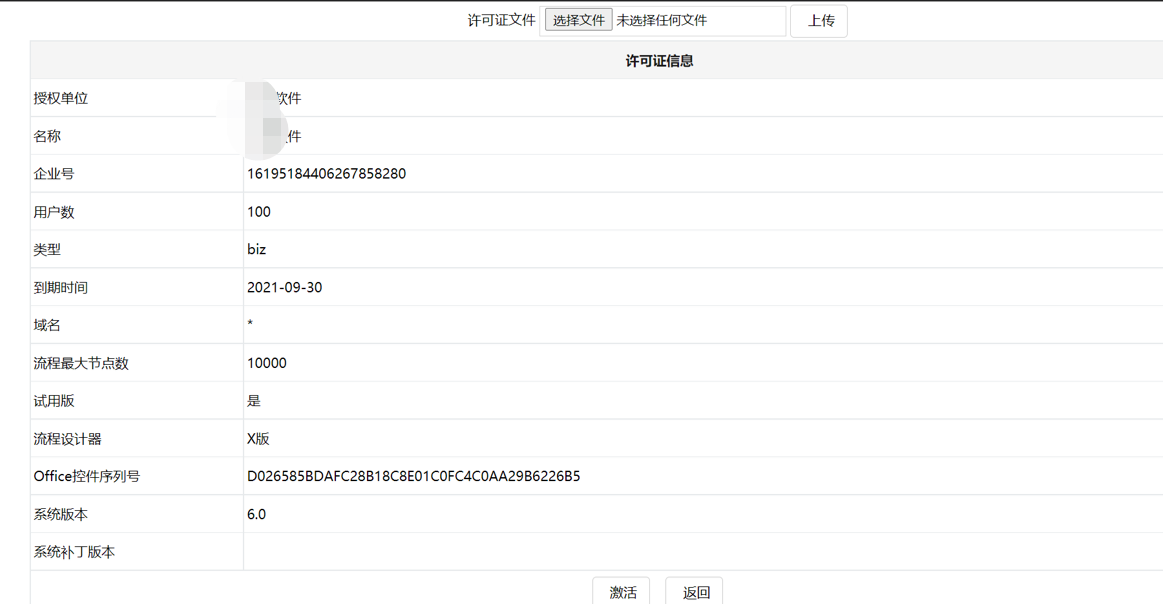 许可证文件 选择文件 未选择任何文件 上传
许可证信息
授权单位 软件
名称 件
企业号 16195184406267858280
用户数 100
类型 biz
到期时间 2021-09-30
域名 *
流程最大节点数 10000
试用版 是
流程设计器 X版
Office控件序列号 D026585BDAFC28B18C8E01C0FC4C0AA29B6226B5
系统版本 6.0
系统补丁版本
激活 返回